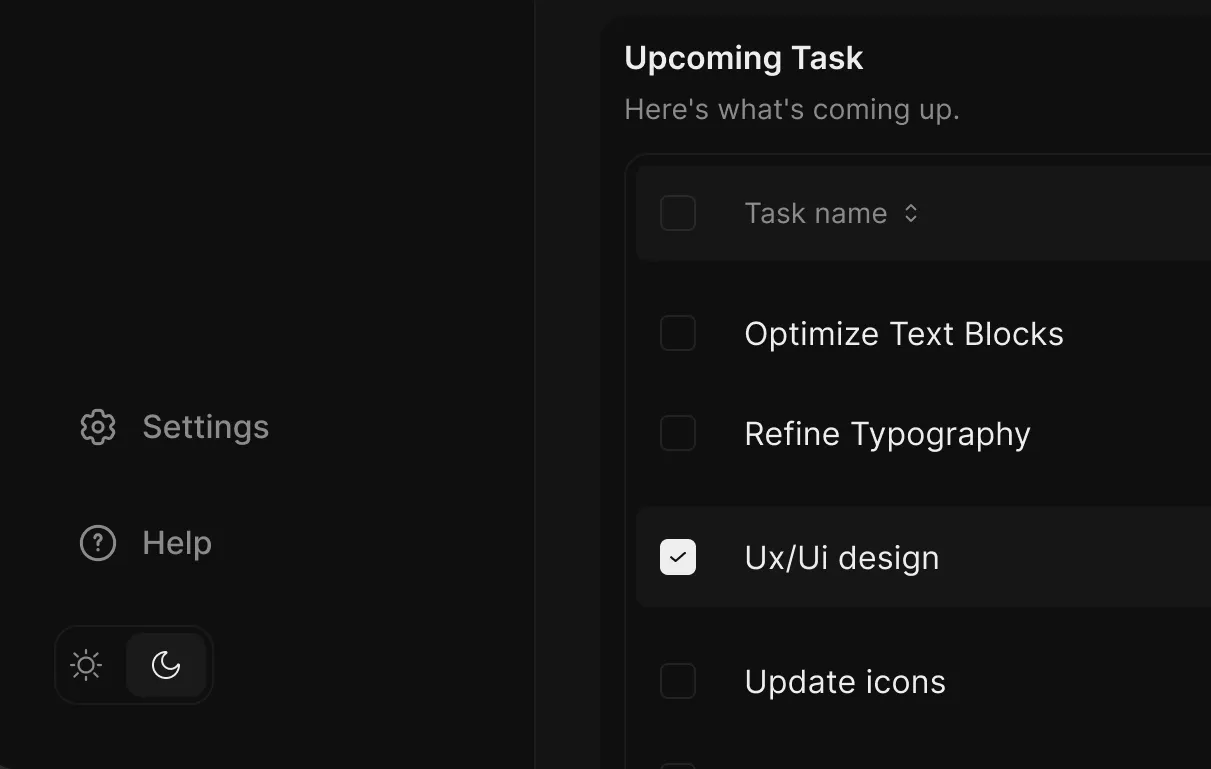 Upcoming Task
Here's what's coming up.
Task name
Optimize Text Blocks
Refine Typography
Ux/Ui design
Update icons
Settings
Help